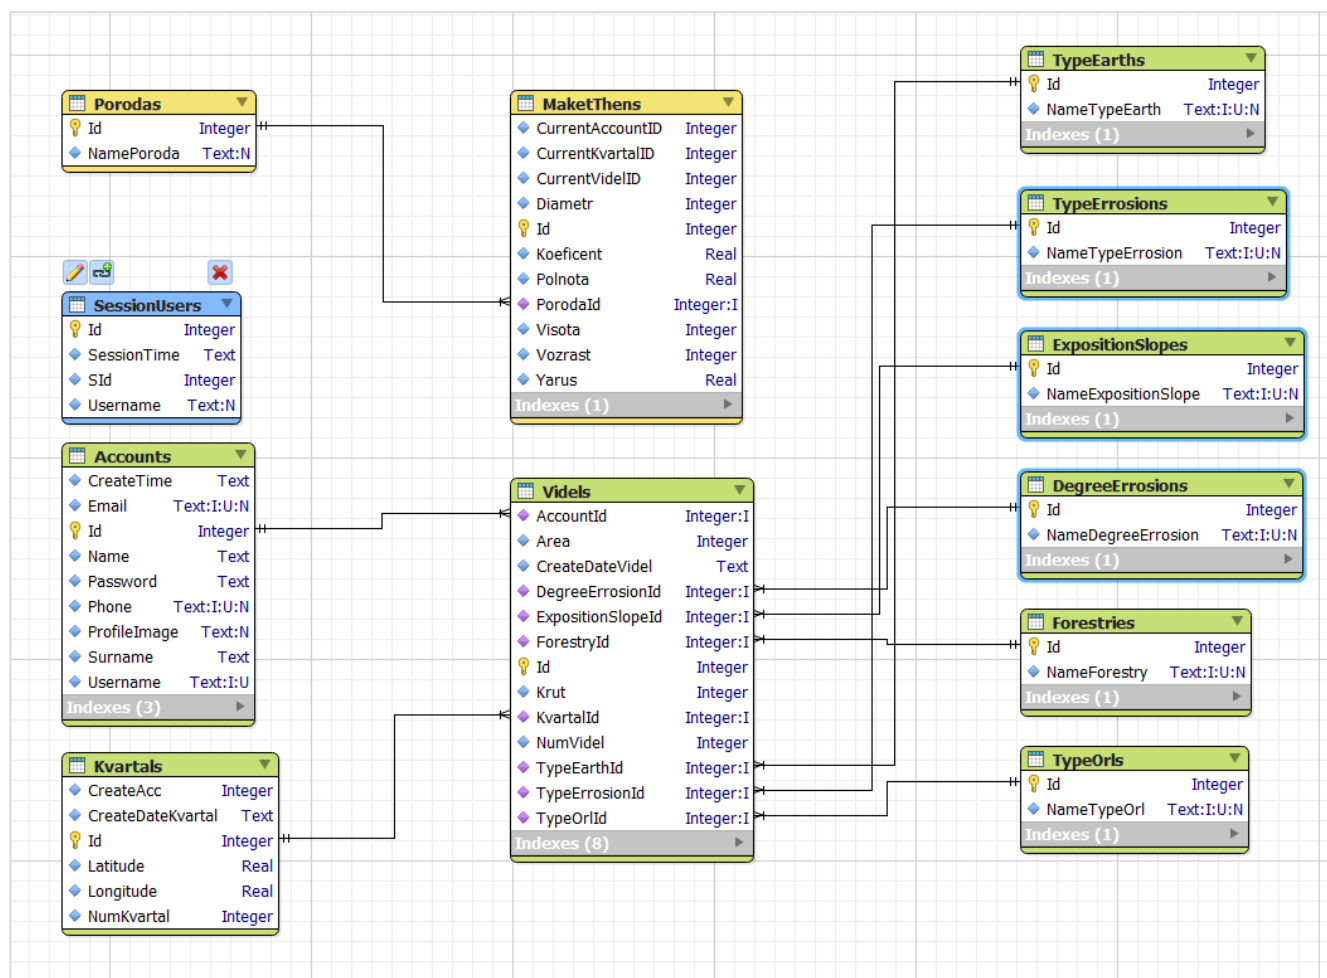 Porodas
Id Integer
NamePoroda Text:N
SessionUsers
Id Integer
SessionTime Text
SId Integer
Username Text:N
Accounts
CreateTime Text
Email Text:I:U:N
Id Integer
Name Text
Password Text
Phone Text:I:U:N
ProfileImage Text:N
Surname Text
Username Text:I:U
Indexes (3)
Kvartals
CreateAcc Integer
CreateDateKvartal Text
Id Integer
Latitude Real
Longitude Real
NumKvartal Integer
MaketThens
CurrentAccountID Integer
CurrentKvartalID Integer
CurrentVidelID Integer
Diametr Integer
Id Integer
Koeficent Real
Polnota Real
PorodaId Integer:I
Visota Integer
Vozrast Integer
Yarus Real
Indexes (1)
Videls
AccountId Integer:I
Area Integer
CreateDateVidel Text
DegreeErrosionId Integer:I
ExpositionSlopeId Integer:I
ForestryId Integer:I
Id Integer
Krut Integer
KvartalId Integer:I
NumVidel Integer
TypeEarthId Integer:I
TypeErrosionId Integer:I
TypeOrlId Integer:I
Indexes (8)
TypeEarths
Id Integer
NameTypeEarth Text:I:U:N
Indexes (1)
TypeErrosions
Id Integer
NameTypeErrosion Text:I:U:N
Indexes (1)
ExpositionSlopes
Id Integer
NameExpositionSlope Text:I:U:N
Indexes (1)
DegreeErrosions
Id Integer
NameDegreeErrosion Text:I:U:N
Indexes (1)
Forestries
Id Integer
NameForestry Text:I:U:N
Indexes (1)
TypeOrls
Id Integer
NameTypeOrl Text:I:U:N
Indexes (1)